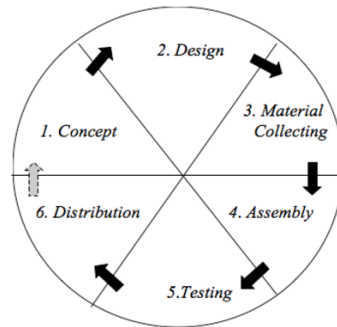 2. Design
1. Concept
3. Material
Collecting
6. Distribution
4. Assembly
5.Testing